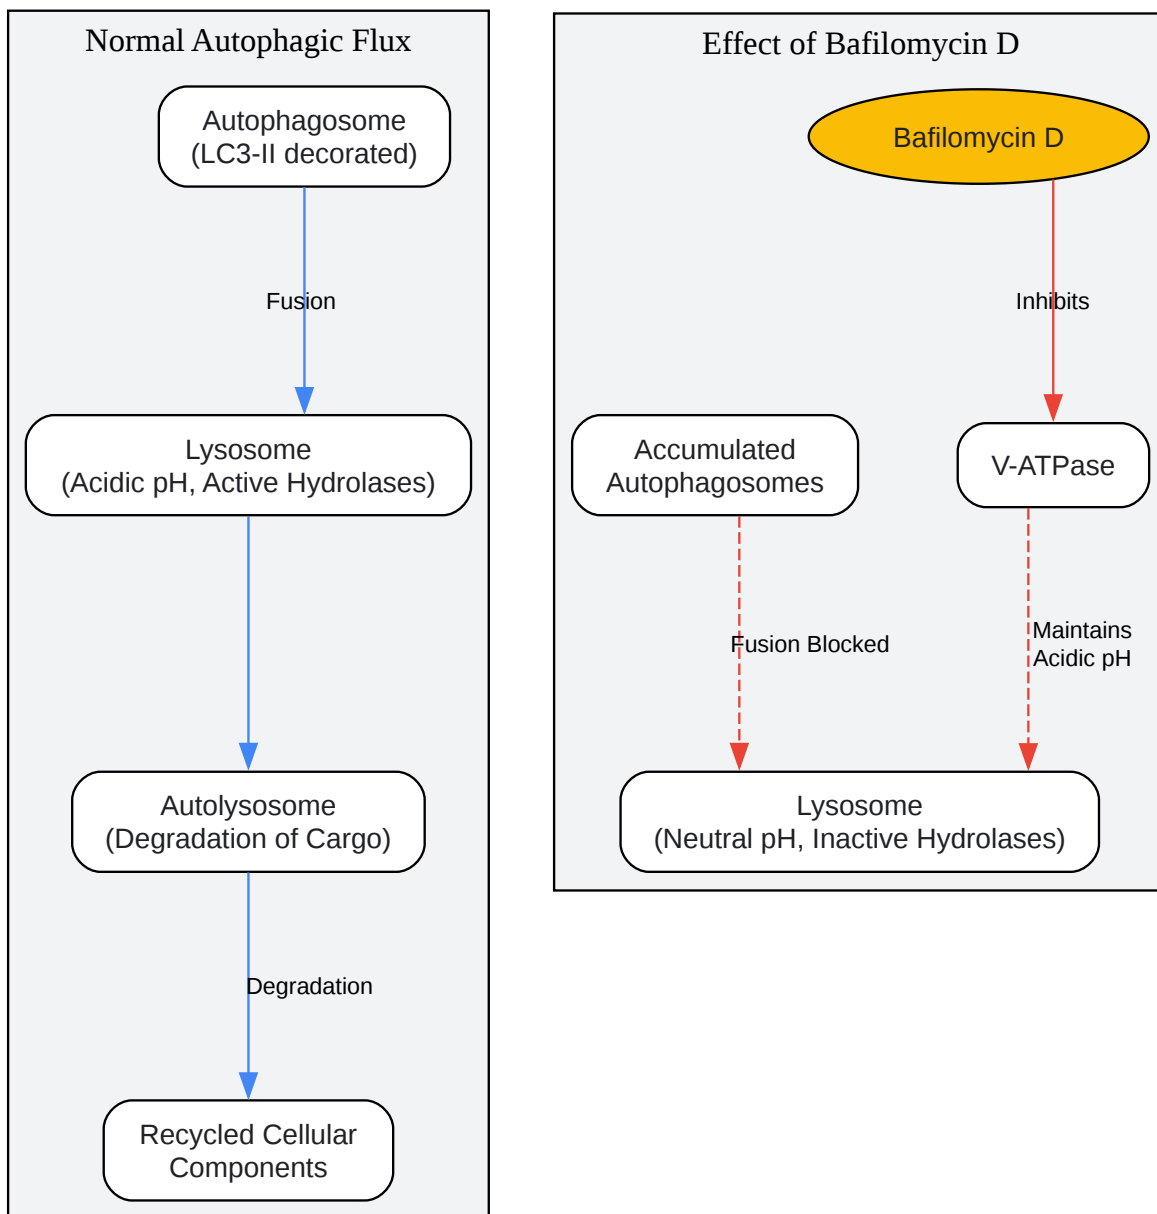 Normal Autophagic Flux
Autophagosome
(LC3-II decorated)
Fusion
Lysosome
(Acidic pH, Active Hydrolases)
Autolysosome
(Degradation of Cargo)
Degradation
Recycled Cellular
Components
Effect of Bafilomycin D
Bafilomycin D
Inhibits
Accumulated
Autophagosomes
V-ATPase
Fusion Blocked
Maintains
Acidic pH
Lysosome
(Neutral pH, Inactive Hydrolases)